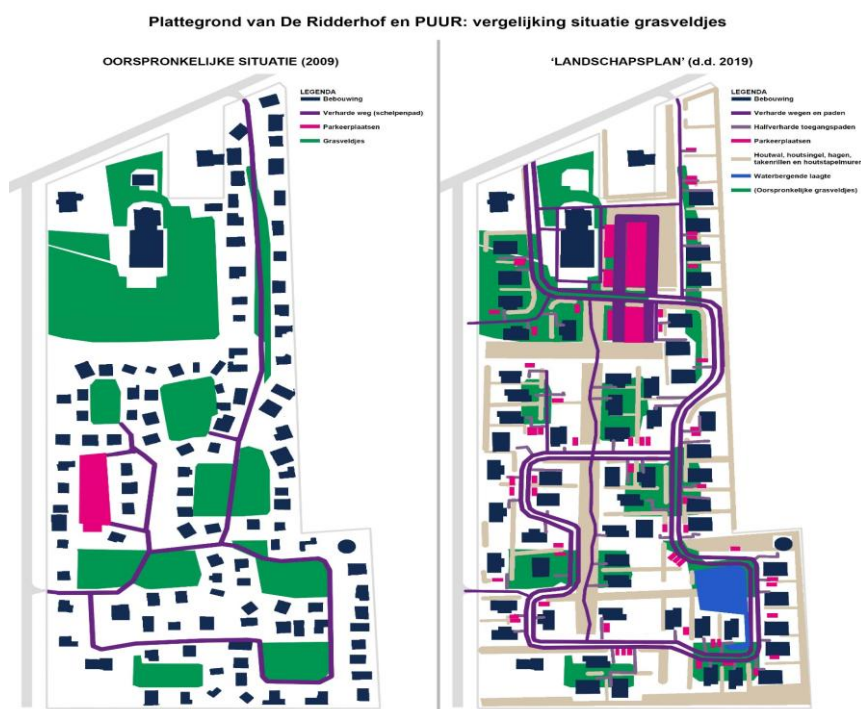 Plattegrond van De Ridderhof en PUUR: vergelijking situatie grasveldjes
OORSPRONKELIJKE SITUATIE (2009)
LEGENDA
Bebouwing
Verharde weg (schelpenpad)
Parkeerplaatsen
Grasveldjes
‘LANDSCHAPSPLAN’ (d.d. 2019)
LEGENDA
Bebouwing
Verharde wegen en paden
Halfverharde toegangspaden
Parkeerplaatsen
Houtwal, houtsingel, hagen,
takenrillen en houtstapelmuren
Waterbergende laagte
(Oorspronkelijke grasveldjes)